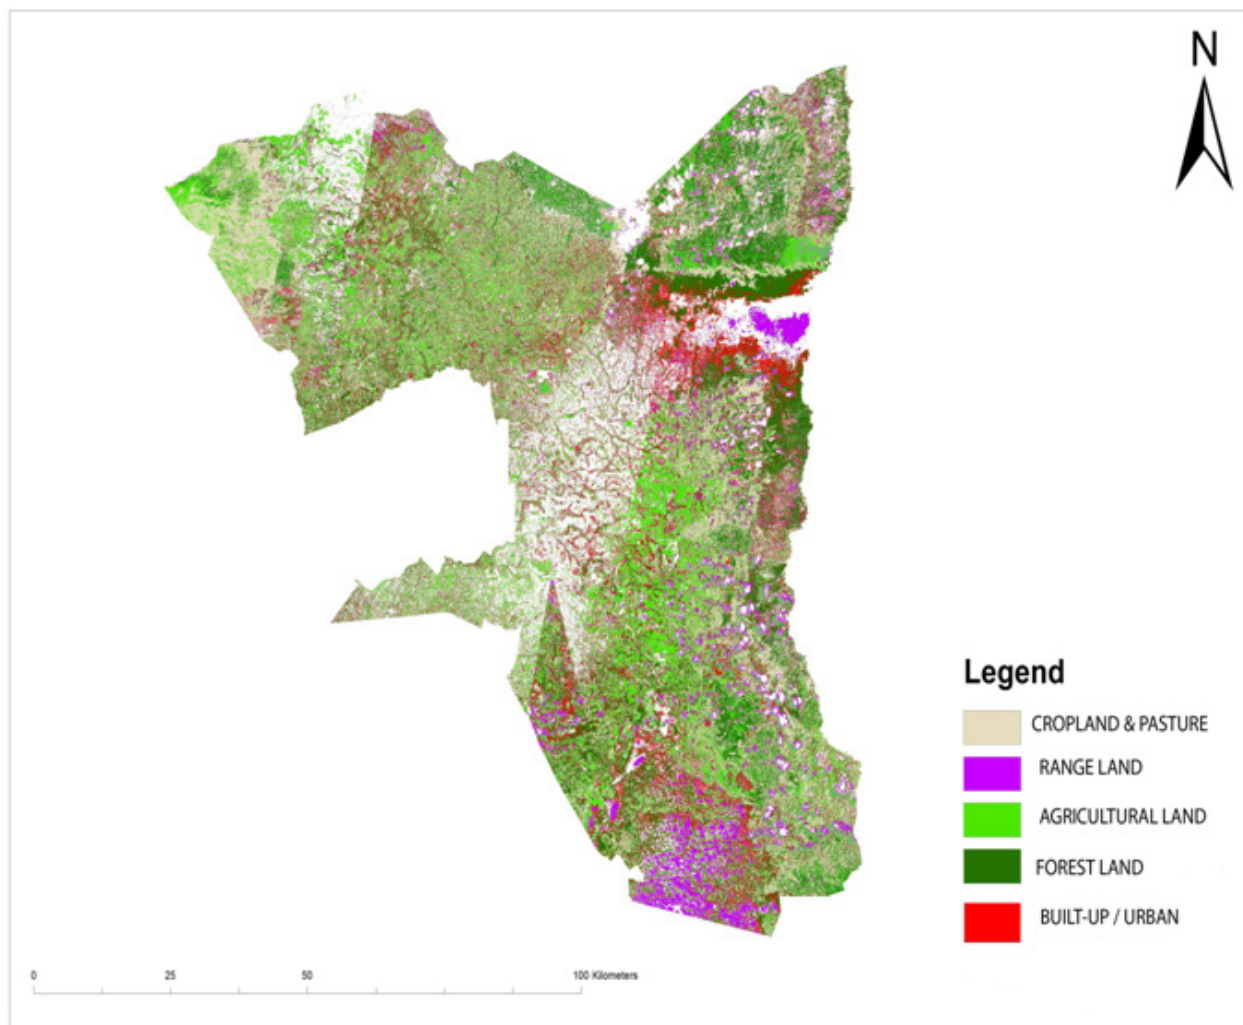 N
Legend
CROPLAND & PASTURE
RANGE LAND
AGRICULTURAL LAND
FOREST LAND
BUILT-UP / URBAN
0 25 50 100 Kilometers